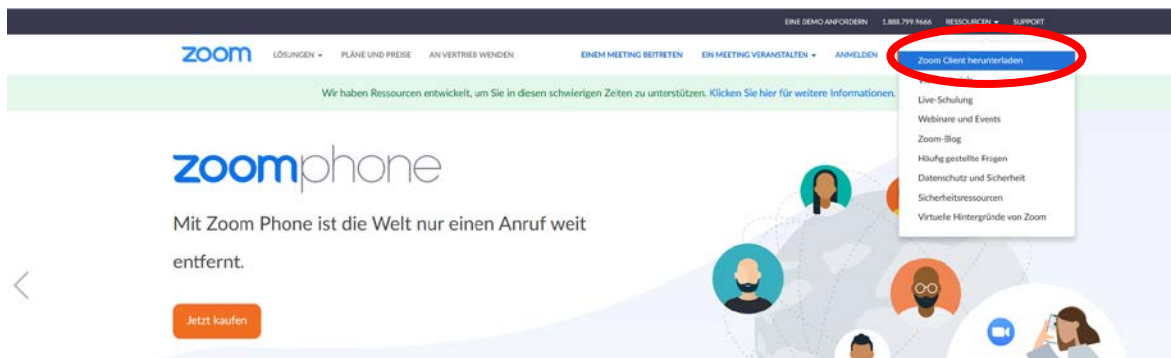 EINE DEMO ANFORDERN 1.888.799.9666 RESSOURCEN SUPPORT
zoom LÖSUNGEN PLÄNE UND PREISE AN VERTRIEB WENDEN EINEM MEETING BEITRETEN EIN MEETING VERANSTALTEN ANMELDEN
Zoom Client herunterladen
Wir haben Ressourcen entwickelt, um Sie in diesen schwierigen Zeiten zu unterstützen. Klicken Sie hier für weitere Informationen.
Live-Schulung
Webinare und Events
Zoom-Blog
Häufig gestellte Fragen
Datenschutz und Sicherheit
Sicherheitsressourcen
Virtuelle Hintergründe von Zoom
zoomphone
Mit Zoom Phone ist die Welt nur einen Anruf weit
entfernt.
Jetzt kaufen